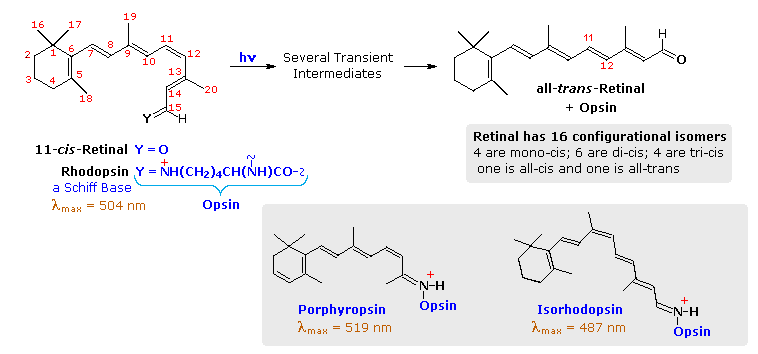 16
17
19
1
2
3
4
5
6
7
8
9
10
11
12
13
14
15
18
20
Y
H
hν
Several Transient
Intermediates
11
12
O
all-trans-Retinal
+ Opsin
11-cis-Retinal Y = O
Rhodopsin Y = NH(CH₂)₄CH(NH)CO-
+
a Schiff Base
Opsin
λmax = 504 nm
Retinal has 16 configurational isomers
4 are mono-cis; 6 are di-cis; 4 are tri-cis
one is all-cis and one is all-trans
+
N-H
Opsin
Porphyropsin
λmax = 519 nm
+
N-H
Opsin
Isorhodopsin
λmax = 487 nm